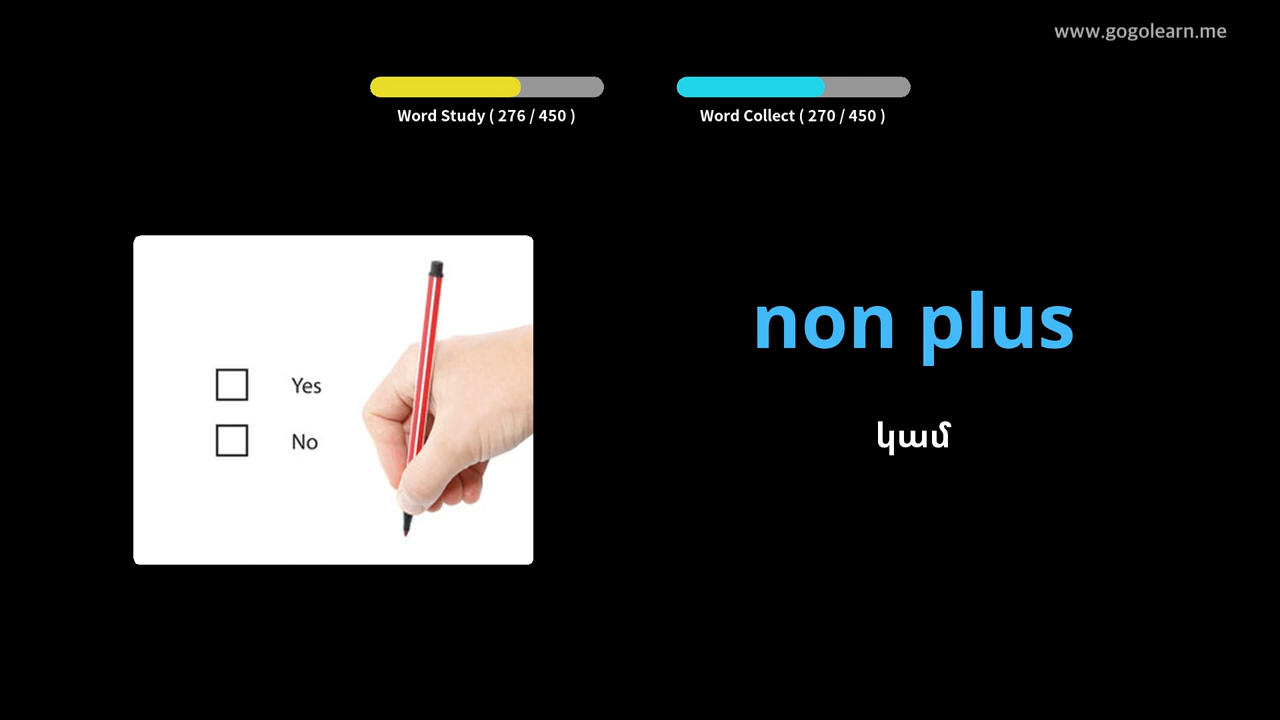 www.gogolearn.me
Word Study ( 276 / 450 )
Word Collect ( 270 / 450 )
non plus
կամ
Yes
No